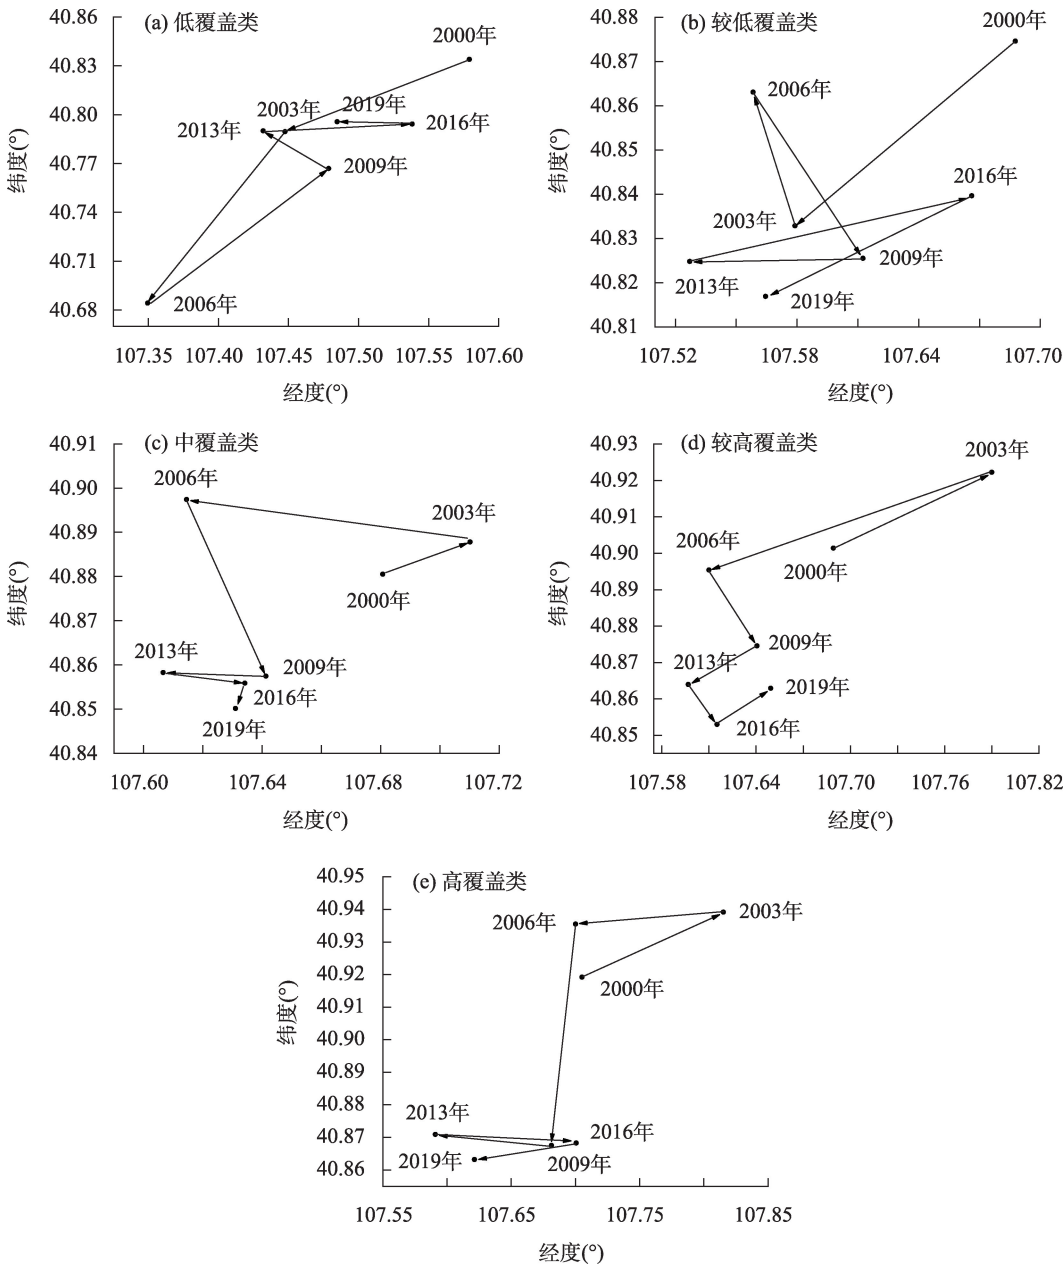 (a) 低覆盖类
40.86
40.83
40.80
40.77
40.74
40.71
40.68
纬度(°)
2000年
2003年
2019年
2013年
2016年
2009年
2006年
107.35 107.40 107.45 107.50 107.55 107.60
经度(°)
(b) 较低覆盖类
40.88
40.87
40.86
40.85
40.84
40.83
40.82
40.81
纬度(°)
2000年
2006年
2016年
2003年
2009年
2013年
2019年
107.52 107.58 107.64 107.70
经度(°)
(c) 中覆盖类
40.91
40.90
40.89
40.88
40.87
40.86
40.85
40.84
纬度(°)
2006年
2003年
2000年
2013年
2009年
2016年
2019年
107.60 107.64 107.68 107.72
经度(°)
(d) 较高覆盖类
40.93
40.92
40.91
40.90
40.89
40.88
40.87
40.86
40.85
纬度(°)
2003年
2006年
2000年
2009年
2013年
2019年
2016年
107.58 107.64 107.70 107.76 107.82
经度(°)
(e) 高覆盖类
40.95
40.94
40.93
40.92
40.91
40.90
40.89
40.88
40.87
40.86
纬度(°)
2006年
2003年
2000年
2013年
2016年
2019年
2009年
107.55 107.65 107.75 107.85
经度(°)